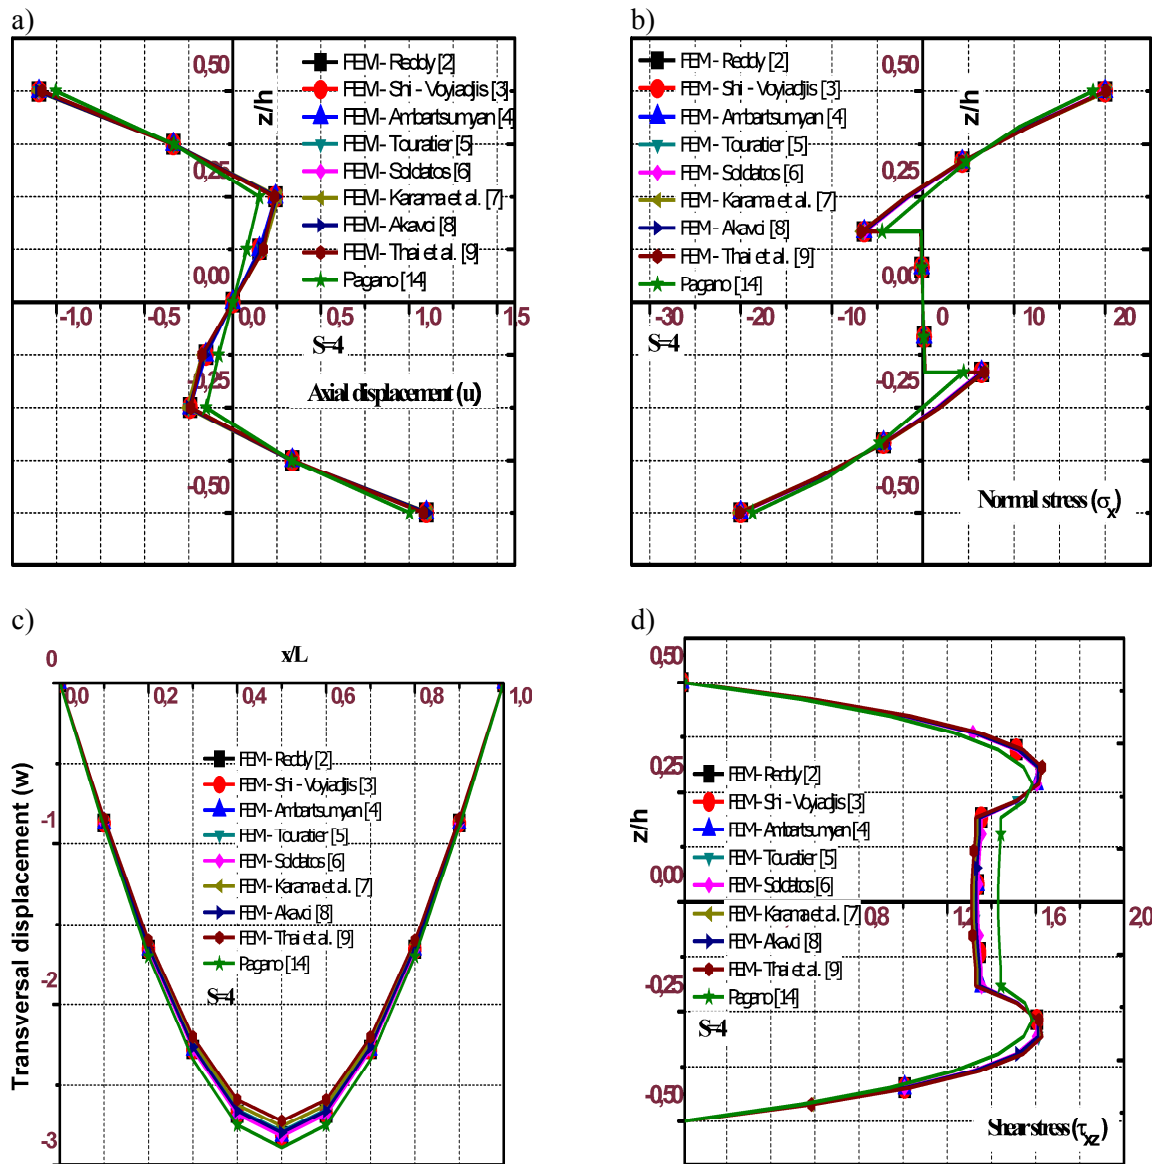 a)
0,50
z/h
FEM - Reddy [2]
FEM - Shi - Voyiadjis [3]
FEM - Ambartsumyan [4
FEM - Touratier [5]
FEM - Soldatos [6]
FEM - Karama et al. [7]
FEM - Akavci [8]
FEM - Thai et al. [9]
Pagano [14]
0,25
0,00
-1,0 -0,5 0,0 0,5 1,0 1,5
S=4
-0,25
Axial displacement (u)
-0,50
b)
0,50
z/h
FEM - Reddy [2]
FEM - Shi - Voyiadjis [3]
FEM - Ambartsumyan [4]
FEM - Touratier [5]
FEM - Soldatos [6]
FEM - Karama et al. [7]
FEM - Akavci [8]
FEM - Thai et al. [9]
Pagano [14]
0,25
0,00
-30 -20 -10 0 10 20
S=4
-0,25
-0,50
Normal stress (σx)
c)
x/L
0
0,0 0,2 0,4 0,6 0,8 1,0
FEM - Reddy [2]
FEM - Shi - Voyiadjis [3]
FEM - Ambartsumyan [4]
FEM - Touratier [5]
FEM - Soldatos [6]
FEM - Karama et al. [7]
FEM - Akavci [8]
FEM - Thai et al. [9]
Pagano [14]
S=4
-1
-2
-3
Transversal displacement (w)
d)
0,50
0,25
z/h
FEM - Reddy [2]
FEM - Shi - Voyiadjis [3]
FEM - Ambartsumyan [4]
FEM - Touratier [5]
FEM - Soldatos [6]
FEM - Karama et al. [7]
FEM - Akavci [8]
FEM - Thai et al. [9]
Pagano [14]
0,00
0,8 1,2 1,6 2,0
-0,25
S=4
-0,50
Shear stress (τxz)